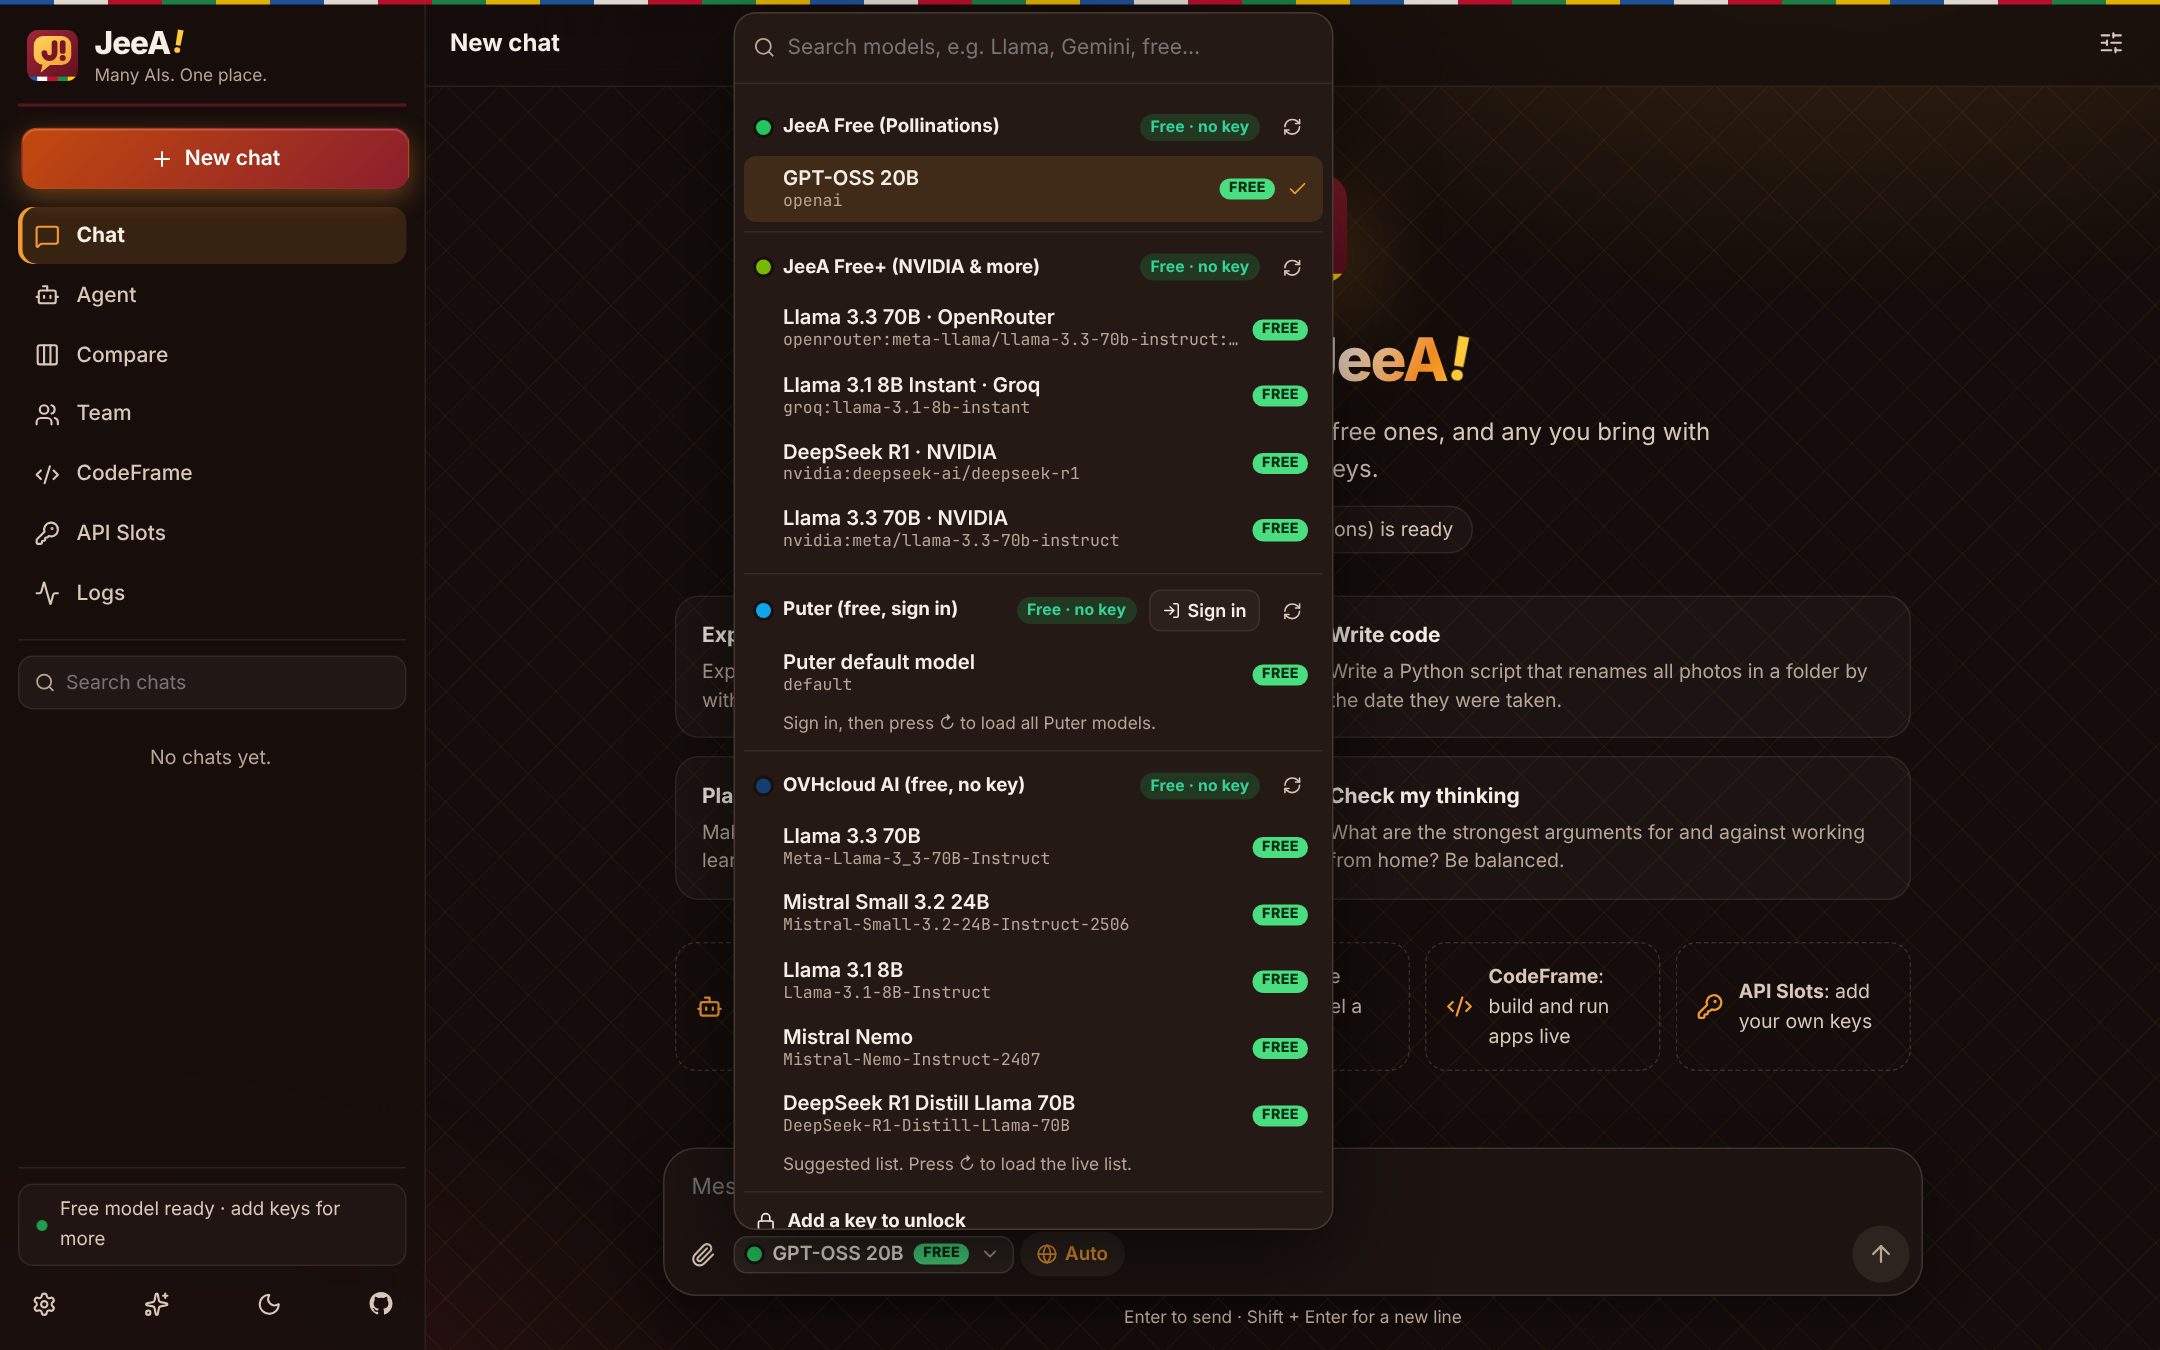 JeeA!
Many AIs. One place.
New chat
Chat
Agent
Compare
Team
CodeFrame
API Slots
Logs
Search chats
No chats yet.
Free model ready · add keys for
more
New chat
Search models, e.g. Llama, Gemini, free...
JeeA Free (Pollinations)
Free · no key
GPT-OSS 20B
openai
FREE
JeeA Free+ (NVIDIA & more)
Free · no key
Llama 3.3 70B · OpenRouter
openrouter:meta-llama/llama-3.3-70b-instruct:…
FREE
Llama 3.1 8B Instant · Groq
groq:llama-3.1-8b-instant
FREE
DeepSeek R1 · NVIDIA
nvidia:deepseek-ai/deepseek-r1
FREE
Llama 3.3 70B · NVIDIA
nvidia:meta/llama-3.3-70b-instruct
FREE
Puter (free, sign in)
Free · no key
Sign in
Puter default model
default
FREE
Sign in, then press ↻ to load all Puter models.
OVHcloud AI (free, no key)
Free · no key
Llama 3.3 70B
Meta-Llama-3_3-70B-Instruct
FREE
Mistral Small 3.2 24B
Mistral-Small-3.2-24B-Instruct-2506
FREE
Llama 3.1 8B
Llama-3.1-8B-Instruct
FREE
Mistral Nemo
Mistral-Nemo-Instruct-2407
FREE
DeepSeek R1 Distill Llama 70B
DeepSeek-R1-Distill-Llama-70B
FREE
Suggested list. Press ↻ to load the live list.
Add a key to unlock
JeeA!
free ones, and any you bring with
eys.
ons) is ready
Exp
Exp
with
Write code
Write a Python script that renames all photos in a folder by
the date they were taken.
Pla
Mak
lear
Check my thinking
What are the strongest arguments for and against working
from home? Be balanced.
e
el a
CodeFrame:
build and run
apps live
API Slots: add
your own keys
Mes
GPT-OSS 20B
FREE
Auto
Enter to send · Shift + Enter for a new line